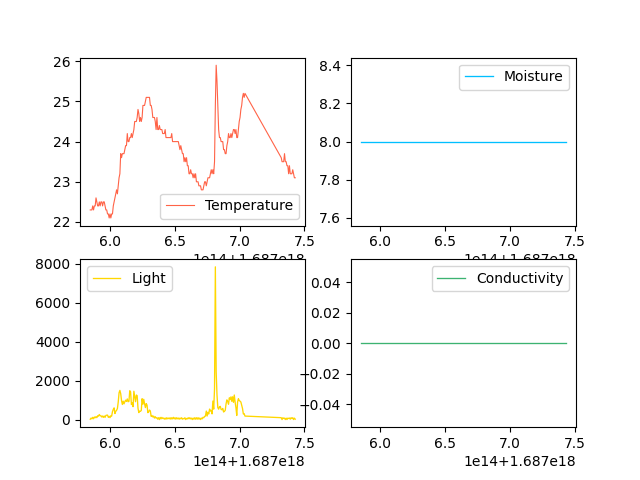 26
25
24
23
22
Temperature
6.0 6.5 7.0 7.5
1e14+1.687e18
8.4
8.2
8.0
7.8
7.6
Moisture
6.0 6.5 7.0 7.5
1e14+1.687e18
8000
6000
4000
2000
0
Light
6.0 6.5 7.0 7.5
1e14+1.687e18
0.04
0.02
0.00
−0.02
−0.04
Conductivity
6.0 6.5 7.0 7.5
1e14+1.687e18